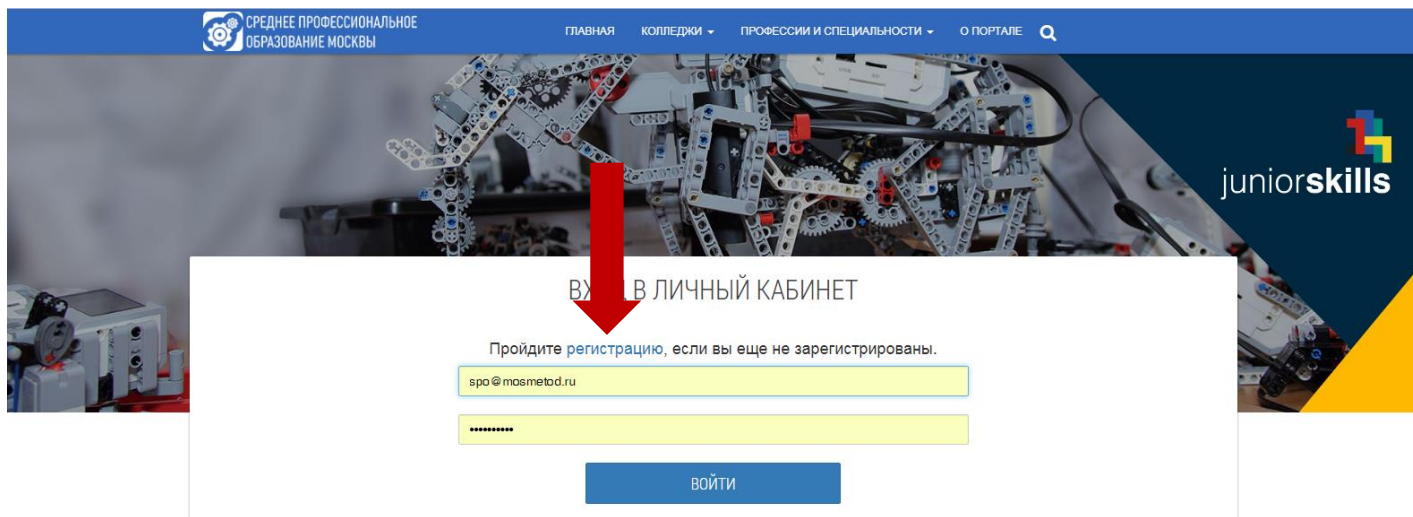 СРЕДНЕЕ ПРОФЕССИОНАЛЬНОЕ
ОБРАЗОВАНИЕ МОСКВЫ
ГЛАВНАЯ КОЛЛЕДЖИ ПРОФЕССИИ И СПЕЦИАЛЬНОСТИ О ПОРТАЛЕ
juniorskills
В ЛИЧНЫЙ КАБИНЕТ
Пройдите регистрацию, если вы еще не зарегистрированы.
spo@mosmetod.ru
••••••••••
ВОЙТИ